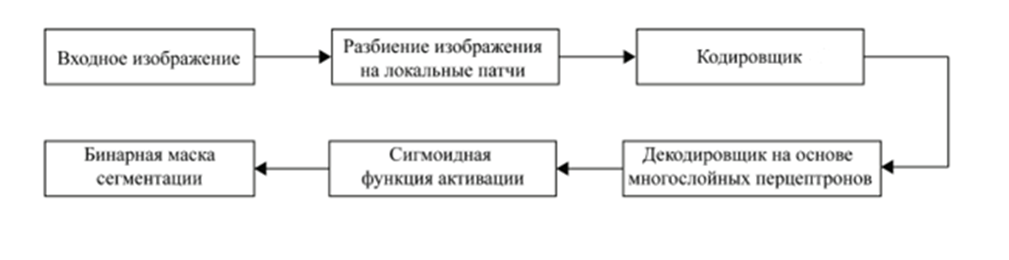 Входное изображение
Разбиение изображения
на локальные патчи
Кодировщик
Декодировщик на основе
многослойных перцептронов
Сигмоидная
функция активации
Бинарная маска
сегментации